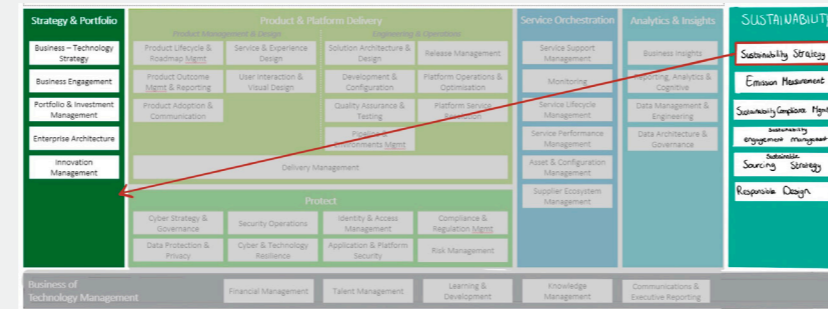 Strategy & Portfolio
Business – Technology
Strategy
Business Engagement
Portfolio & Investment
Management
Enterprise Architecture
Innovation
Management
Product & Platform Delivery
Product Management & Design
Engineering & Operations
Product Lifecycle &
Roadmap Mgmt
Service & Experience
Design
Solution Architecture &
Design
Release Management
Product Outcome
Mgmt & Reporting
User Interaction &
Visual Design
Development &
Configuration
Platform Operations &
Optimisation
Product Adoption &
Communication
Quality Assurance &
Testing
Platform Service
Pipeline &
Environments Mgmt
Delivery Management
Protect
Cyber Strategy &
Governance
Security Operations
Identity & Access
Management
Compliance &
Regulation Mgmt
Data Protection &
Privacy
Cyber & Technology
Resilience
Application & Platform
Security
Risk Management
Service Orchestration
Service Support
Management
Monitoring
Service Lifecycle
Management
Service Performance
Management
Asset & Configuration
Management
Supplier Ecosystem
Management
Analytics & Insights
Business Insights
Reporting, Analytics &
Cognitive
Data Management &
Engineering
Data Architecture &
Governance
SUSTAINABILIT
Sustainability Strategy
Emission Measurement
Sustainability Compliance Mgm
Sustainability
engagement management
Sustainable
Sourcing Strategy
Responsible Design
Business of
Technology Management
Financial Management
Talent Management
Learning &
Development
Knowledge
Management
Communications &
Executive Reporting